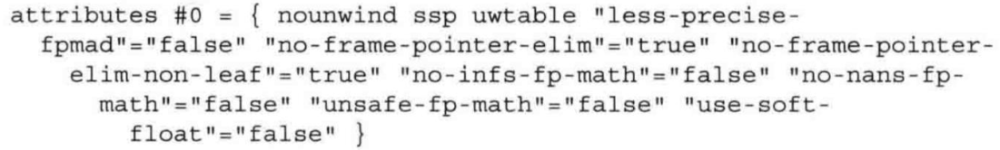 attributes #0 = { nounwind ssp uwtable "less-precise-
fpmad"="false" "no-frame-pointer-elim"="true" "no-frame-pointer-
elim-non-leaf"="true" "no-infs-fp-math"="false" "no-nans-fp-
math"="false" "unsafe-fp-math"="false" "use-soft-
float"="false" }